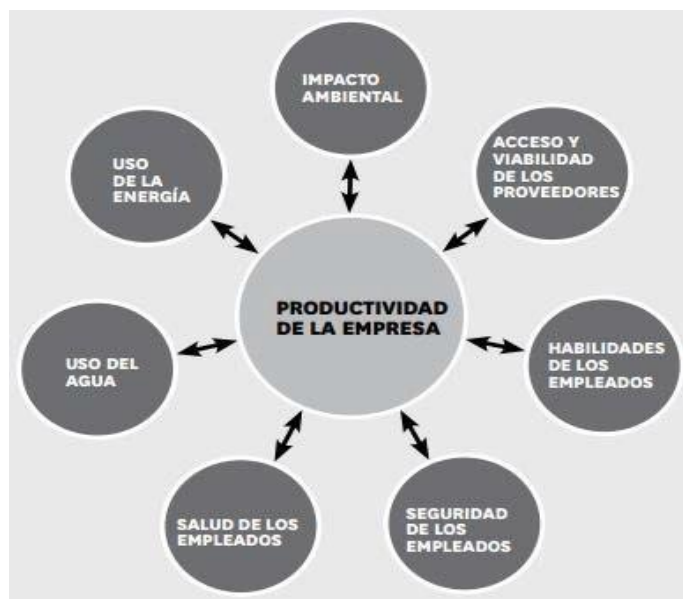 IMPACTO
AMBIENTAL
ACCESO Y
VIABILIDAD
DE LOS
PROVEEDORES
USO
DE LA
ENERGÍA
PRODUCTIVIDAD
DE LA EMPRESA
HABILIDADES
DE LOS
EMPLEADOS
USO DEL
AGUA
SALUD DE LOS
EMPLEADOS
SEGURIDAD
DE LOS
EMPLEADOS